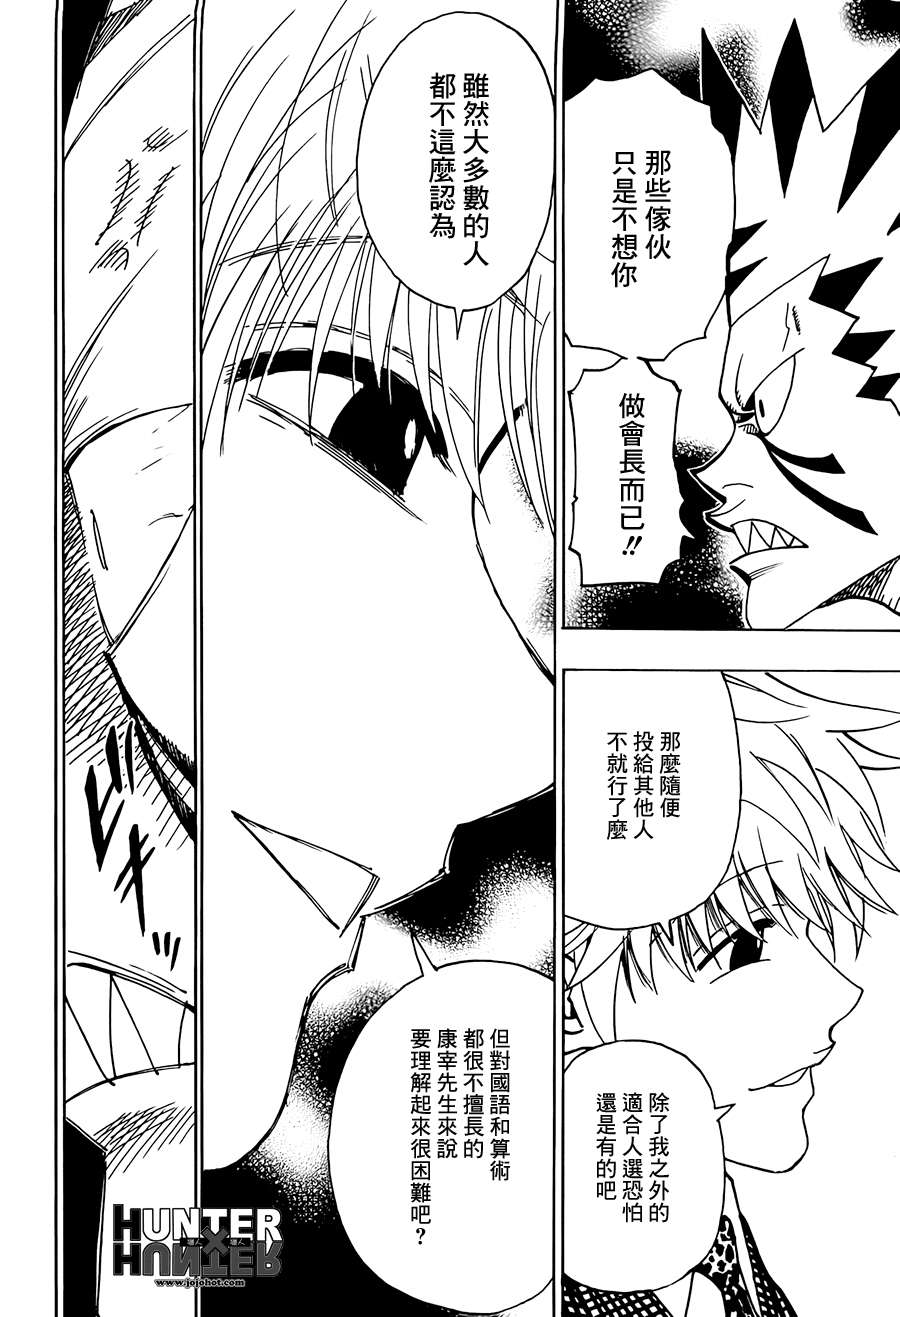 那些傢伙
只是不想你
做會長而已!!
那麼隨便
投給其他人
不就行了麼
除了我之外的
適合人選恐怕
還是有的吧
雖然大多數的人
都不這麼認為
但對國語和算術
都很不擅長的
康宰先生來說
要理解起來很困難吧?
ビキッ
HUNTER
×
HUNTER
www.jojohot.com